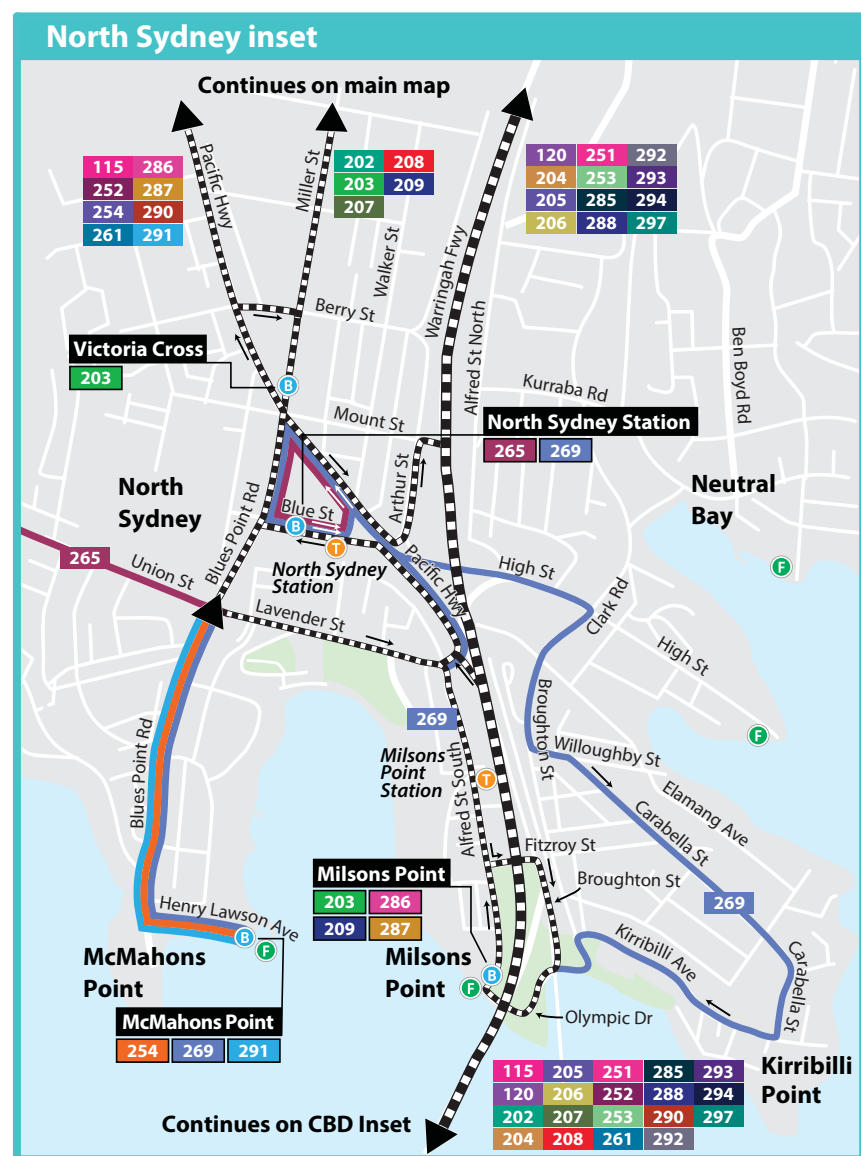 North Sydney inset
Continues on main map
115 286
252 287
254 290
261 291
Pacific Hwy
Miller St
202 208
203 209
207
120 251 292
204 253 293
205 285 294
206 288 297
Walker St
Warringah Fwy
Alfred St North
Berry St
Ben Boyd Rd
Victoria Cross
203
B
Kurraba Rd
Mount St
North Sydney Station
265 269
Arthur St
North
Sydney
Neutral
Bay
Blues Point Rd
Blue St
B
T
North Sydney
Station
Pacific Hwy
High St
F
265
Union St
Clark Rd
Lavender St
High St
269
Broughton St
F
Willoughby St
Milsons
Point
Station
T
Alfred St South
Elamang Ave
Carabella St
Blues Point Rd
Fitzroy St
Broughton St
Milsons Point
203 286
209 287
269
Henry Lawson Ave
B
F
Kirribilli Ave
Carabella St
McMahons
Point
Milsons
Point
B
F
Olympic Dr
McMahons Point
254 269 291
Kirribilli
Point
115 205 251 285 293
120 206 252 288 294
202 207 253 290 297
204 208 261 292
Continues on CBD Inset